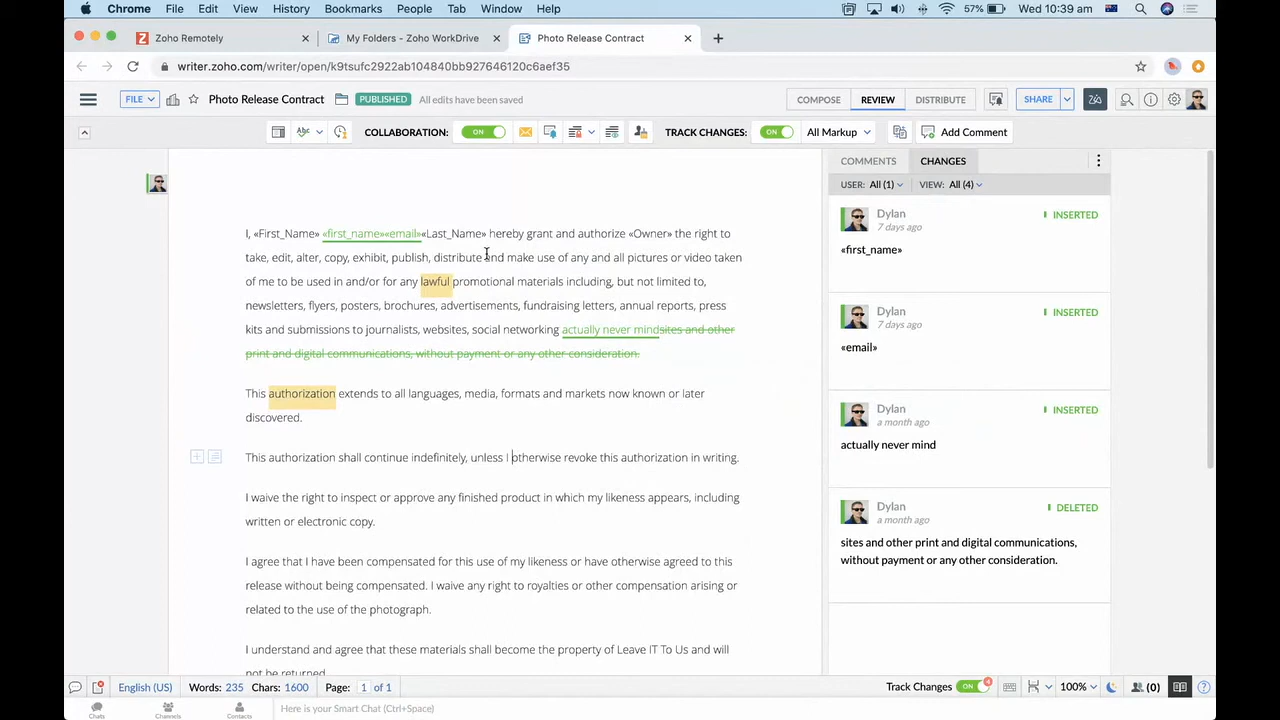 Chrome File Edit View History Bookmarks People Tab Window Help 57% Wed 10:39 am
Zoho Remotely × My Folders - Zoho WorkDrive × Photo Release Contract × +
writer.zoho.com/writer/open/k9tsufc2922ab104840bb927646120c6aef35
FILE Photo Release Contract PUBLISHED All edits have been saved COMPOSE REVIEW DISTRIBUTE SHARE
COLLABORATION: ON TRACK CHANGES: ON All Markup Add Comment
I, «First_Name» «first_name»«email»«Last_Name» hereby grant and authorize «Owner» the right to
take, edit, alter, copy, exhibit, publish, distribute and make use of any and all pictures or video taken
of me to be used in and/or for any lawful promotional materials including, but not limited to,
newsletters, flyers, posters, brochures, advertisements, fundraising letters, annual reports, press
kits and submissions to journalists, websites, social networking actually never mindsites and other
print and digital communications, without payment or any other consideration.
This authorization extends to all languages, media, formats and markets now known or later
discovered.
This authorization shall continue indefinitely, unless I otherwise revoke this authorization in writing.
I waive the right to inspect or approve any finished product in which my likeness appears, including
written or electronic copy.
I agree that I have been compensated for this use of my likeness or have otherwise agreed to this
release without being compensated. I waive any right to royalties or other compensation arising or
related to the use of the photograph.
I understand and agree that these materials shall become the property of Leave IT To Us and will
not be returned.
COMMENTS CHANGES
USER: All (1) VIEW: All (4)
Dylan INSERTED
7 days ago
«first_name»
Dylan INSERTED
7 days ago
«email»
Dylan INSERTED
a month ago
actually never mind
Dylan DELETED
a month ago
sites and other print and digital communications,
without payment or any other consideration.
English (US) Words: 235 Chars: 1600 Page: 1 of 1 Track Changes ON 4 100% (0)
Chats Channels Contacts Here is your Smart Chat (Ctrl+Space)